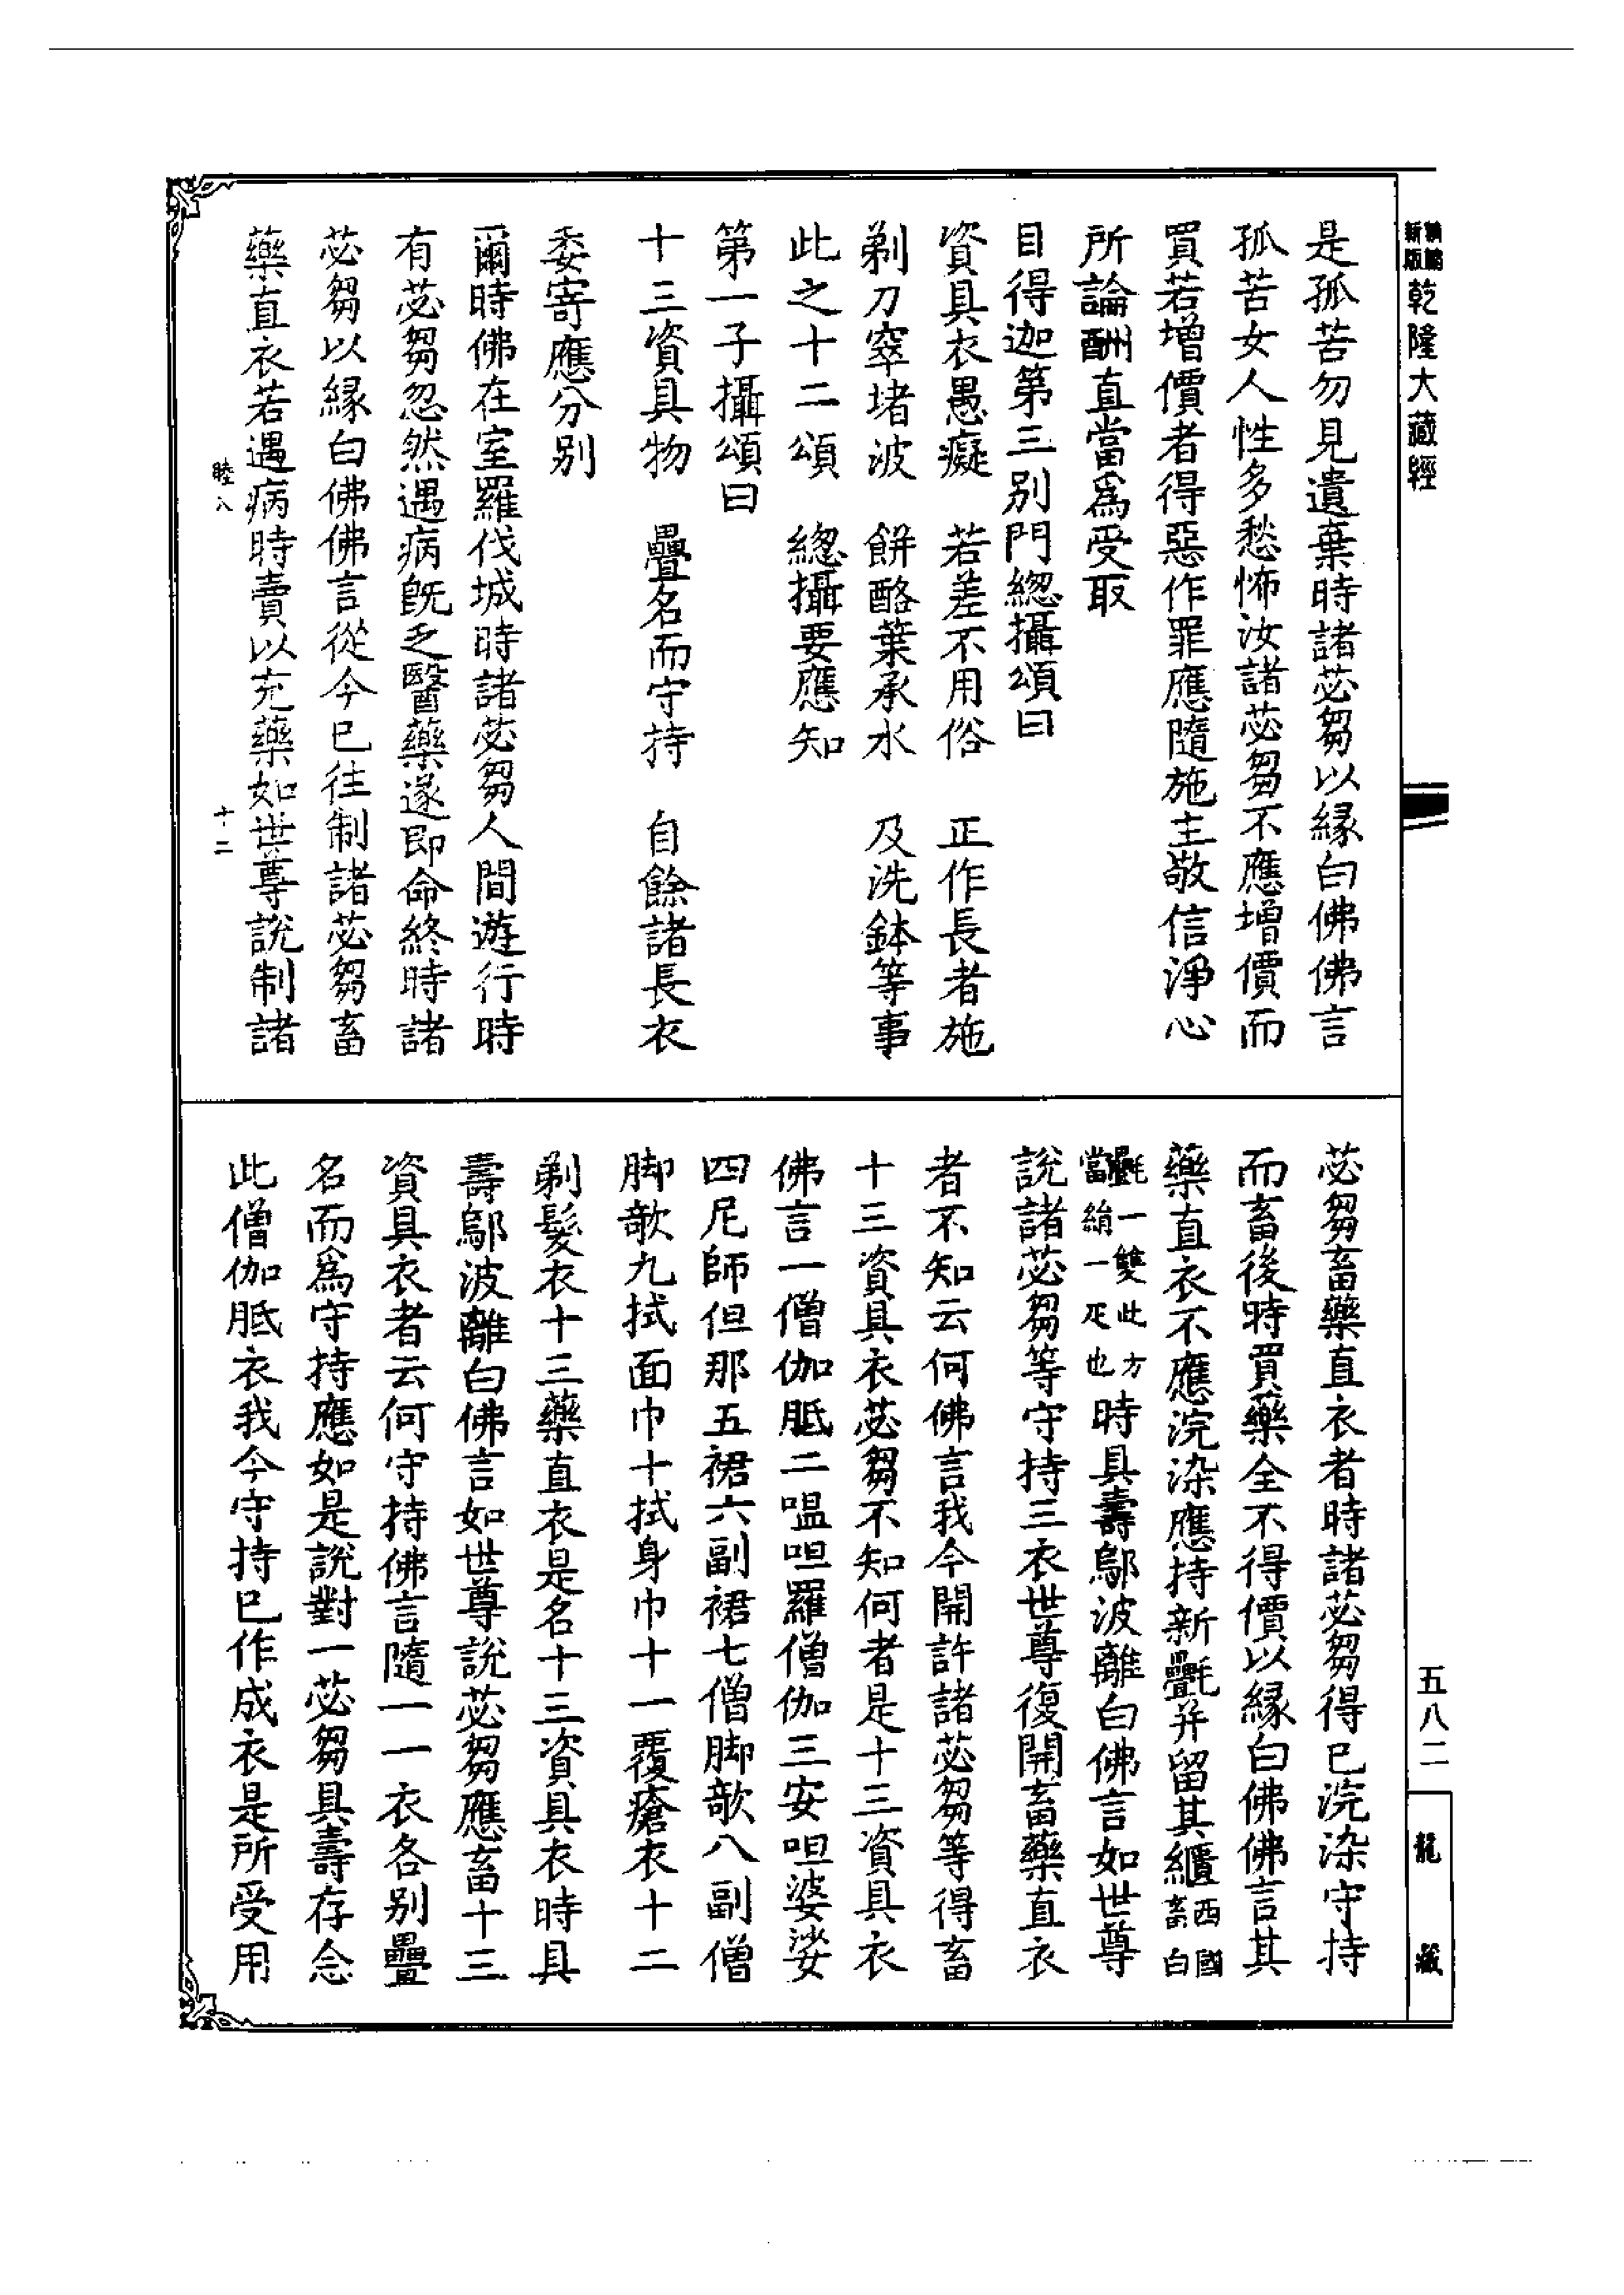 新版 乾隆大藏經
是孤苦勿見遺棄時諸苾芻以緣白佛佛言
孤苦女人性多愁怖汝諸苾芻不應增價而
買若增價者得惡作罪應隨施主敬信淨心
所論酬直當爲受取
目得迦第三別門總攝頌曰
資具衣愚癡　若差不用俗　正作長者施
剃刀窣堵波　餅酪葉承水　及洗鉢等事
此之十二頌　總攝要應知
第一子攝頌曰
十三資具物　疊名而守持　自餘諸長衣
委寄應分別
爾時佛在室羅伐城時諸苾芻人間遊行時
有苾芻忽然遇病旣乏醫藥遂即命終時諸
苾芻以緣白佛佛言從今已往制諸苾芻畜
藥直衣若遇病時賣以充藥如世尊說制諸
睦八　十二
苾芻畜藥直衣者時諸苾芻得已浣染守持
而畜後時買藥全不得價以緣白佛佛言其
藥直衣不應浣染應持新㲲并留其繩西國畜白
㲲一雙此方當絹一疋也時具壽鄔波離白佛言如世尊
說諸苾芻等守持三衣世尊復開畜藥直衣
者不知云何佛言我今開許諸苾芻等得畜
十三資具衣苾芻不知何者是十三資具衣
佛言一僧伽胝二嗢呾羅僧伽三安呾婆娑
四尼師但那五裙六副裙七僧脚欹八副僧
脚欹九拭面巾十拭身巾十一覆瘡衣十二
剃髮衣十三藥直衣是名十三資具衣時具
壽鄔波離白佛言如世尊說苾芻應畜十三
資具衣者云何守持佛言隨一一衣各別疊
名而爲守持應如是說對一苾芻具壽存念
此僧伽胝衣我今守持已作成衣是所受用
五八二
龍藏